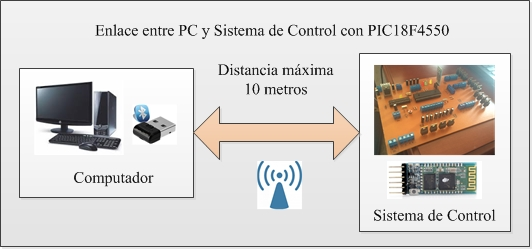 Enlace entre PC y Sistema de Control con PIC18F4550
Distancia máxima
10 metros
Computador
Sistema de Control